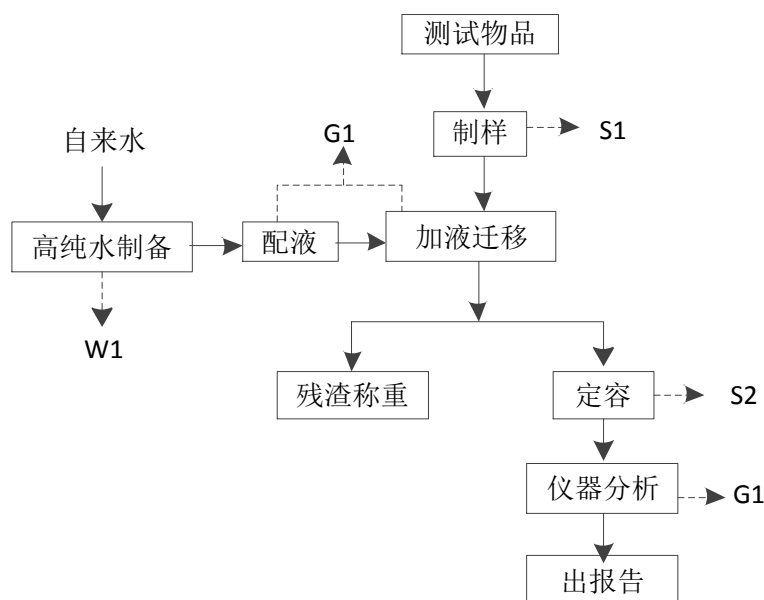 测试物品
制样
S1
G1
自来水
高纯水制备
配液
加液迁移
W1
残渣称重
定容
S2
仪器分析
G1
出报告